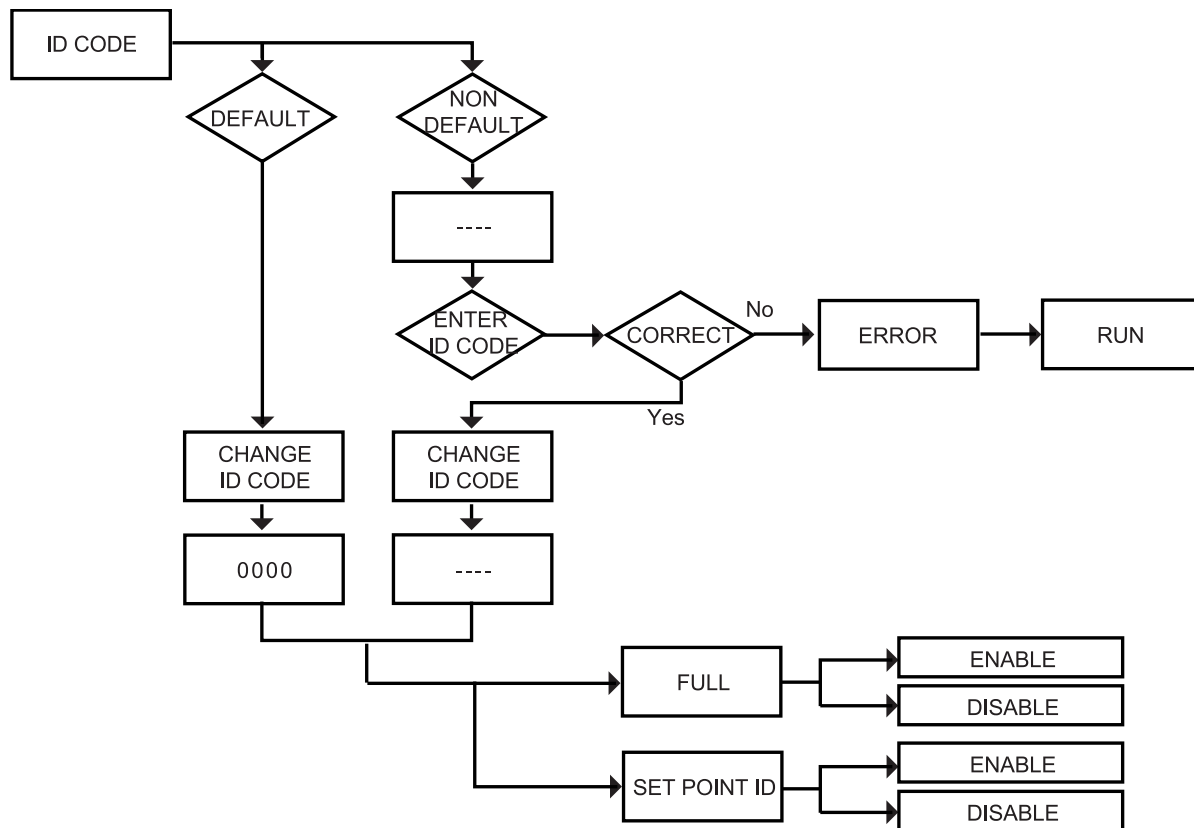 ID CODE
DEFAULT
NON
DEFAULT
----
ENTER
ID CODE
CORRECT
No
ERROR
RUN
Yes
CHANGE
ID CODE
CHANGE
ID CODE
0000
----
FULL
ENABLE
DISABLE
SET POINT ID
ENABLE
DISABLE